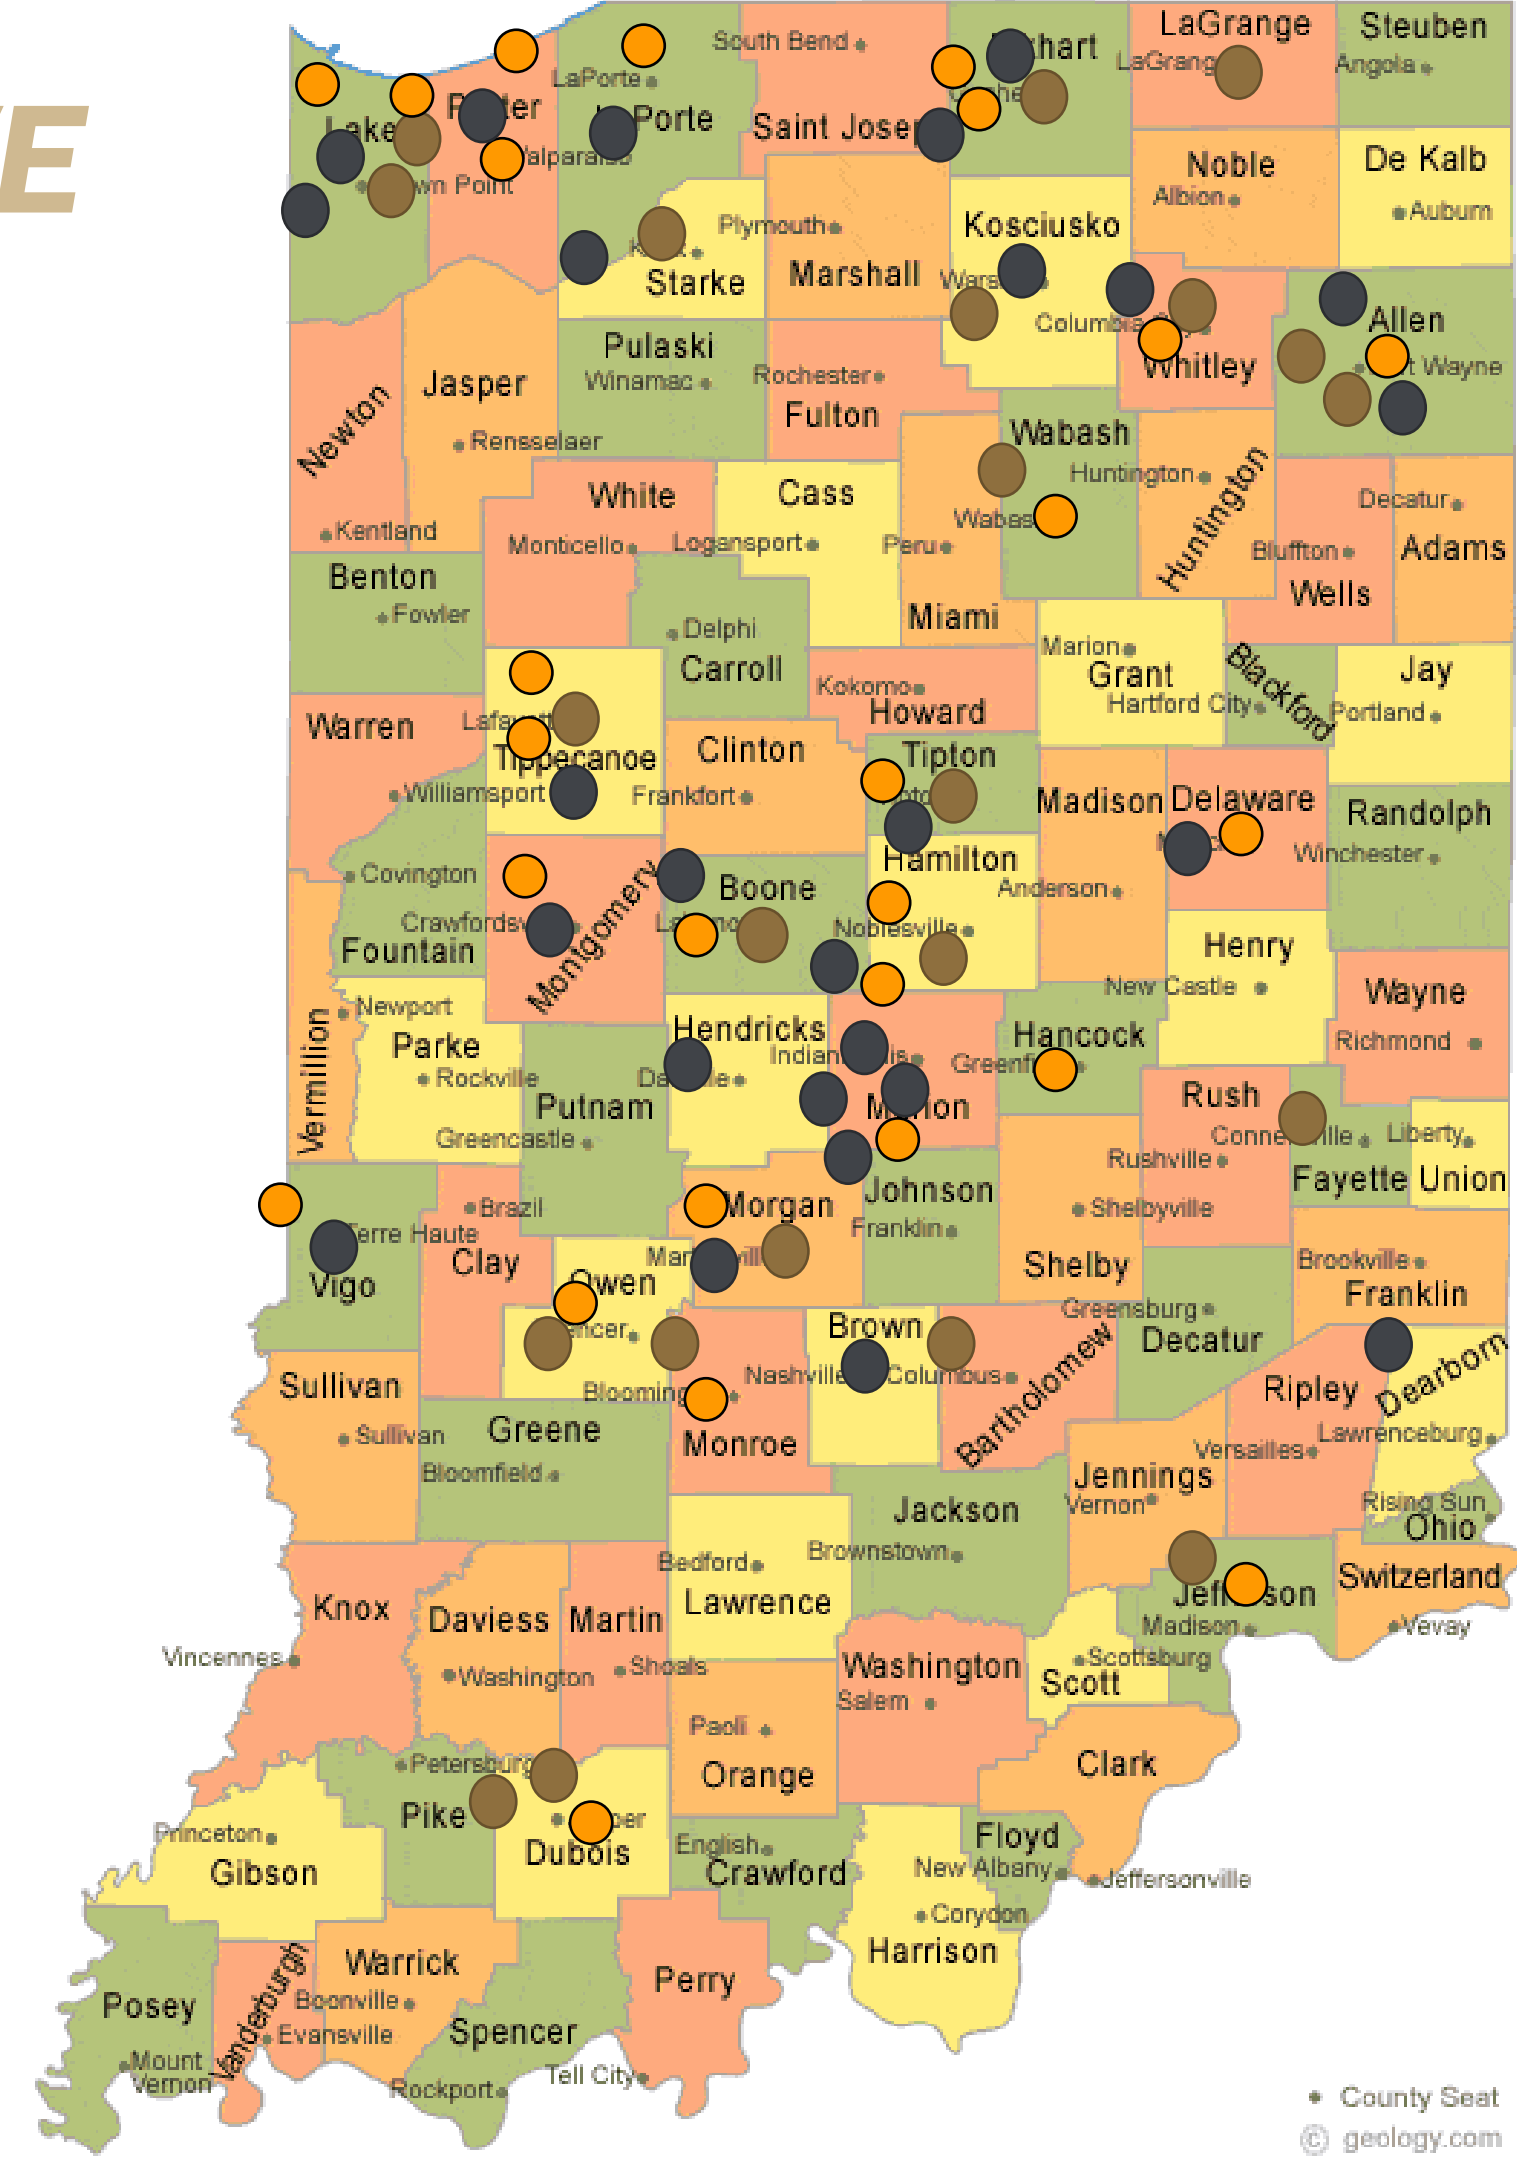 E
LaGrange
Steuben
South Bend
LaGrang
Angola
LaPorte
Porte
Lake
Saint Josep
Noble
De Kalb
Albion
Auburn
wn Point
Plymouth
Kosciusko
Marshall
Starke
Allen
Pulaski
Winamac
Rochester
Whitley
t Wayne
Jasper
Fulton
Newton
Rensselaer
Wabash
Huntington
Huntington
White
Cass
Decatur
Kentland
Monticello
Logansport
Peru
Wabas
Bluffton
Adams
Benton
Wells
Fowler
Miami
Delphi
Carroll
Marion
Grant
Blackford
Jay
Kokomo
Howard
Hartford City
Portland
Warren
Clinton
Tipton
Tippecanoe
Williamsport
Frankfort
Madison
Delaware
Randolph
Winchester
Hamilton
Covington
Boone
Anderson
Montgomery
Crawfordsv
Noblesville
Fountain
Henry
New Castle
Wayne
Newport
Hendricks
Hancock
Richmond
Parke
Vermillion
Rockville
Putnam
Rush
Greencastle
Liberty
Rushville
Fayette
Union
Johnson
Morgan
Brazil
Shelbyville
Franklin
Terre Haute
Clay
Vigo
Owen
Shelby
Brookville
Franklin
Greensburg
Decatur
Brown
Nashville
Columbus
Bartholomew
Sullivan
Ripley
Dearborn
Sullivan
Greene
Monroe
Lawrenceburg
Versailles
Bloomfield
Jennings
Vernon
Jackson
Rising Sun
Ohio
Bedford
Brownstown
Lawrence
Switzerland
Knox
Daviess
Martin
Madison
Vevay
Vincennes
Washington
Shoals
Washington
Scottsburg
Scott
Salem
Paoli
Orange
Clark
Petersburg
Pike
Princeton
Gibson
Dubois
English
Crawford
Floyd
New Albany
Jeffersonville
Corydon
Harrison
Warrick
Vanderburgh
Perry
Posey
Boonville
Evansville
Spencer
Mount
Vernon
Rockport
Tell City
County Seat
© geology.com